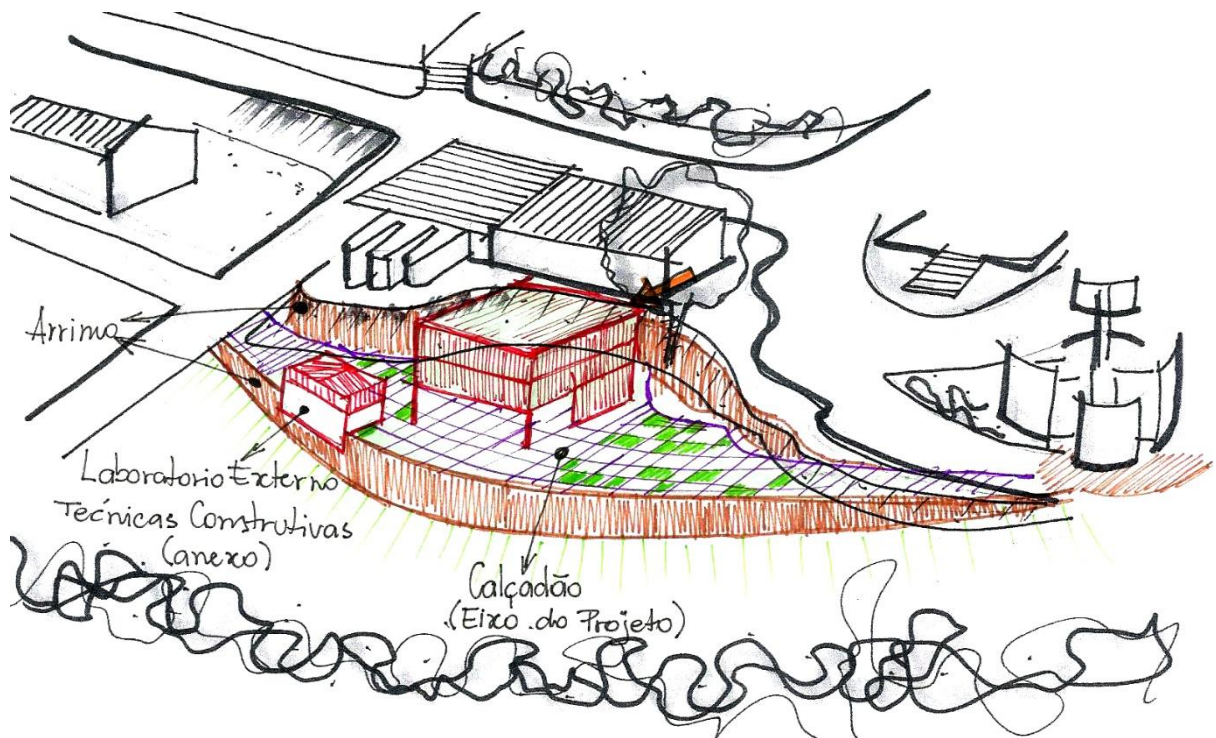 Arrimo
Laboratorio Externo
Técnicas Construtivas
(anexo)
Calçadão
(Eixo do Projeto)